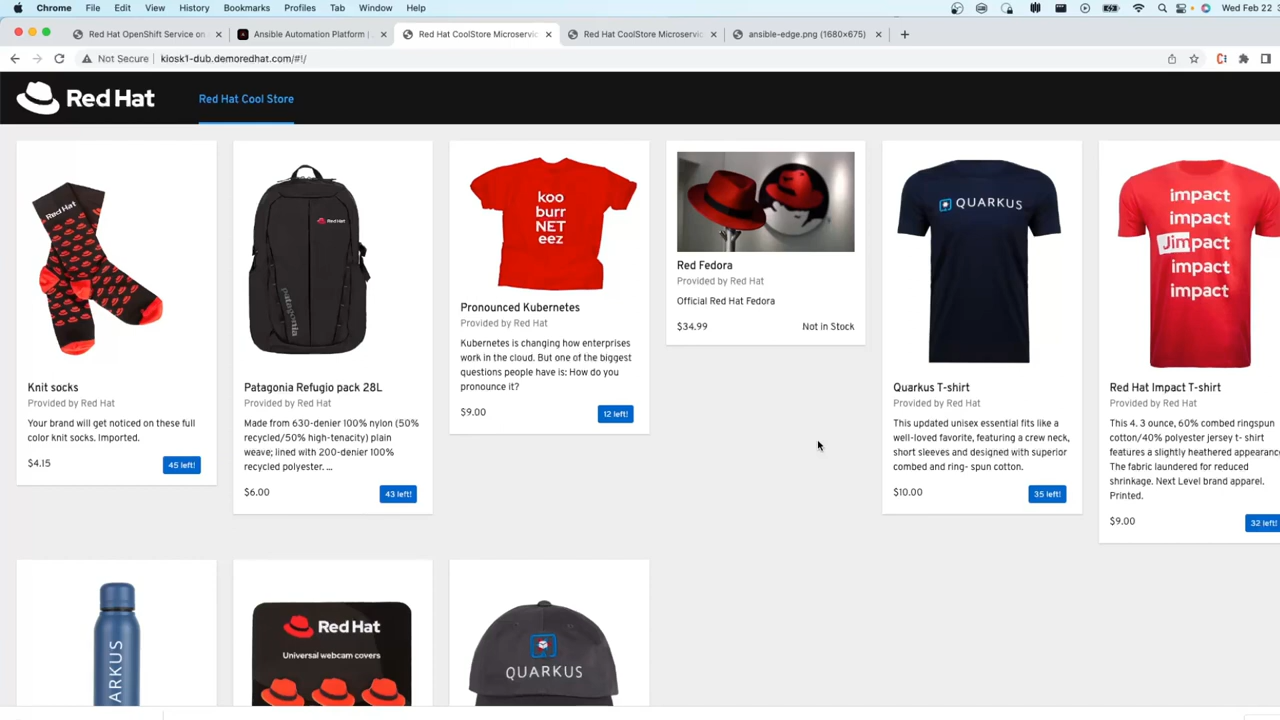 Chrome File Edit View History Bookmarks Profiles Tab Window Help Wed Feb 22
Red Hat OpenShift Service on
Ansible Automation Platform |
Red Hat CoolStore Microservic
Red Hat CoolStore Microservic
ansible-edge.png (1680×675)
Not Secure | kiosk1-dub.demoredhat.com/#!/
Red Hat
Red Hat Cool Store
Red Hat
Knit socks
Provided by Red Hat
Your brand will get noticed on these full
color knit socks. Imported.
$4.15
45 left!
Red Hat
patagonia
Patagonia Refugio pack 28L
Provided by Red Hat
Made from 630-denier 100% nylon (50%
recycled/50% high-tenacity) plain
weave; lined with 200-denier 100%
recycled polyester. ...
$6.00
43 left!
koo
burr
NET
eez
Pronounced Kubernetes
Provided by Red Hat
Kubernetes is changing how enterprises
work in the cloud. But one of the biggest
questions people have is: How do you
pronounce it?
$9.00
12 left!
Red Fedora
Provided by Red Hat
Official Red Hat Fedora
$34.99
Not in Stock
QUARKUS
Quarkus T-shirt
Provided by Red Hat
This updated unisex essential fits like a
well-loved favorite, featuring a crew neck,
short sleeves and designed with superior
combed and ring- spun cotton.
$10.00
35 left!
impact
impact
Jimpact
impact
impact
Red Hat Impact T-shirt
Provided by Red Hat
This 4. 3 ounce, 60% combed ringspun
cotton/40% polyester jersey t- shirt
features a slightly heathered appearance
The fabric laundered for reduced
shrinkage. Next Level brand apparel.
Printed.
$9.00
32 left!
ARKUS
Red Hat
Universal webcam covers
QUARKUS